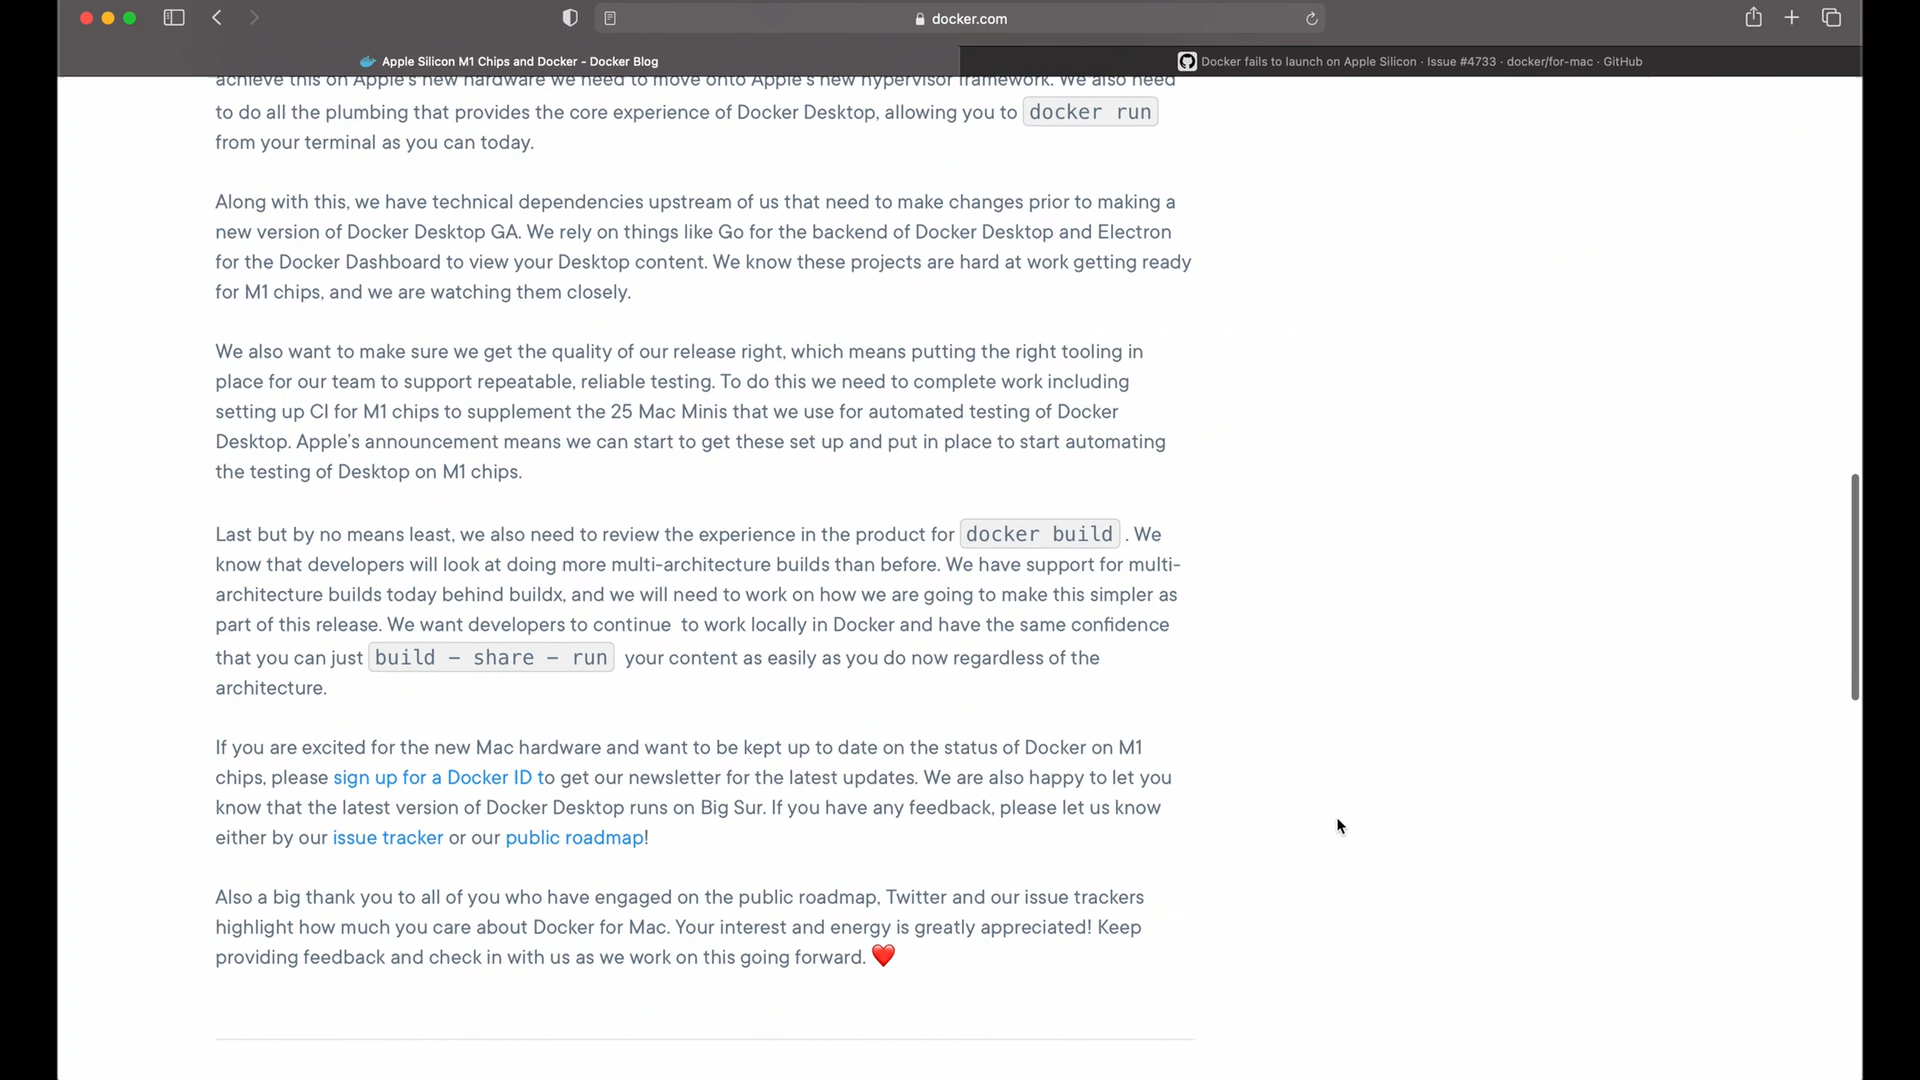 docker.com
Apple Silicon M1 Chips and Docker - Docker Blog
Docker fails to launch on Apple Silicon · Issue #4733 · docker/for-mac · GitHub
achieve this on Apple's new hardware we need to move onto Apple's new hypervisor framework. We also need
to do all the plumbing that provides the core experience of Docker Desktop, allowing you to docker run
from your terminal as you can today.
Along with this, we have technical dependencies upstream of us that need to make changes prior to making a
new version of Docker Desktop GA. We rely on things like Go for the backend of Docker Desktop and Electron
for the Docker Dashboard to view your Desktop content. We know these projects are hard at work getting ready
for M1 chips, and we are watching them closely.
We also want to make sure we get the quality of our release right, which means putting the right tooling in
place for our team to support repeatable, reliable testing. To do this we need to complete work including
setting up CI for M1 chips to supplement the 25 Mac Minis that we use for automated testing of Docker
Desktop. Apple's announcement means we can start to get these set up and put in place to start automating
the testing of Desktop on M1 chips.
Last but by no means least, we also need to review the experience in the product for docker build . We
know that developers will look at doing more multi-architecture builds than before. We have support for multi-
architecture builds today behind buildx, and we will need to work on how we are going to make this simpler as
part of this release. We want developers to continue  to work locally in Docker and have the same confidence
that you can just build – share – run your content as easily as you do now regardless of the
architecture.
If you are excited for the new Mac hardware and want to be kept up to date on the status of Docker on M1
chips, please sign up for a Docker ID to get our newsletter for the latest updates. We are also happy to let you
know that the latest version of Docker Desktop runs on Big Sur. If you have any feedback, please let us know
either by our issue tracker or our public roadmap!
Also a big thank you to all of you who have engaged on the public roadmap, Twitter and our issue trackers
highlight how much you care about Docker for Mac. Your interest and energy is greatly appreciated! Keep
providing feedback and check in with us as we work on this going forward. ❤️